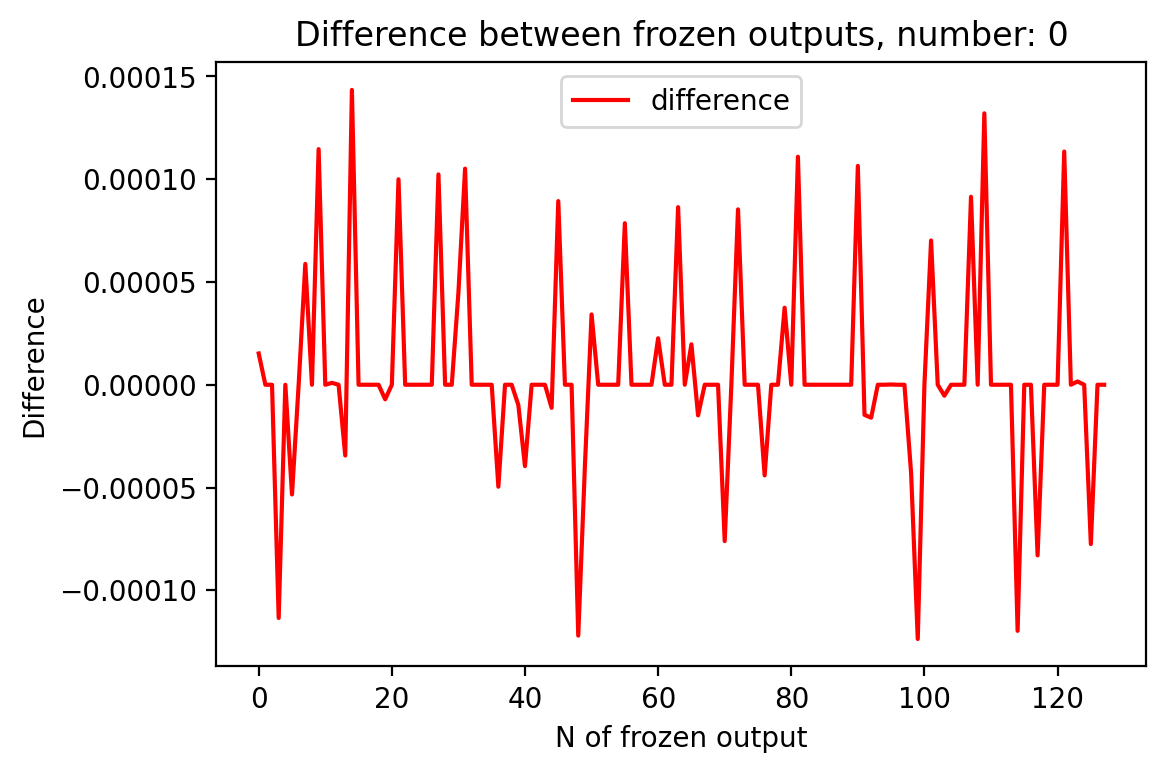 Difference between frozen outputs, number: 0
difference
Difference
0.00015
0.00010
0.00005
0.00000
−0.00005
−0.00010
0 20 40 60 80 100 120
N of frozen output